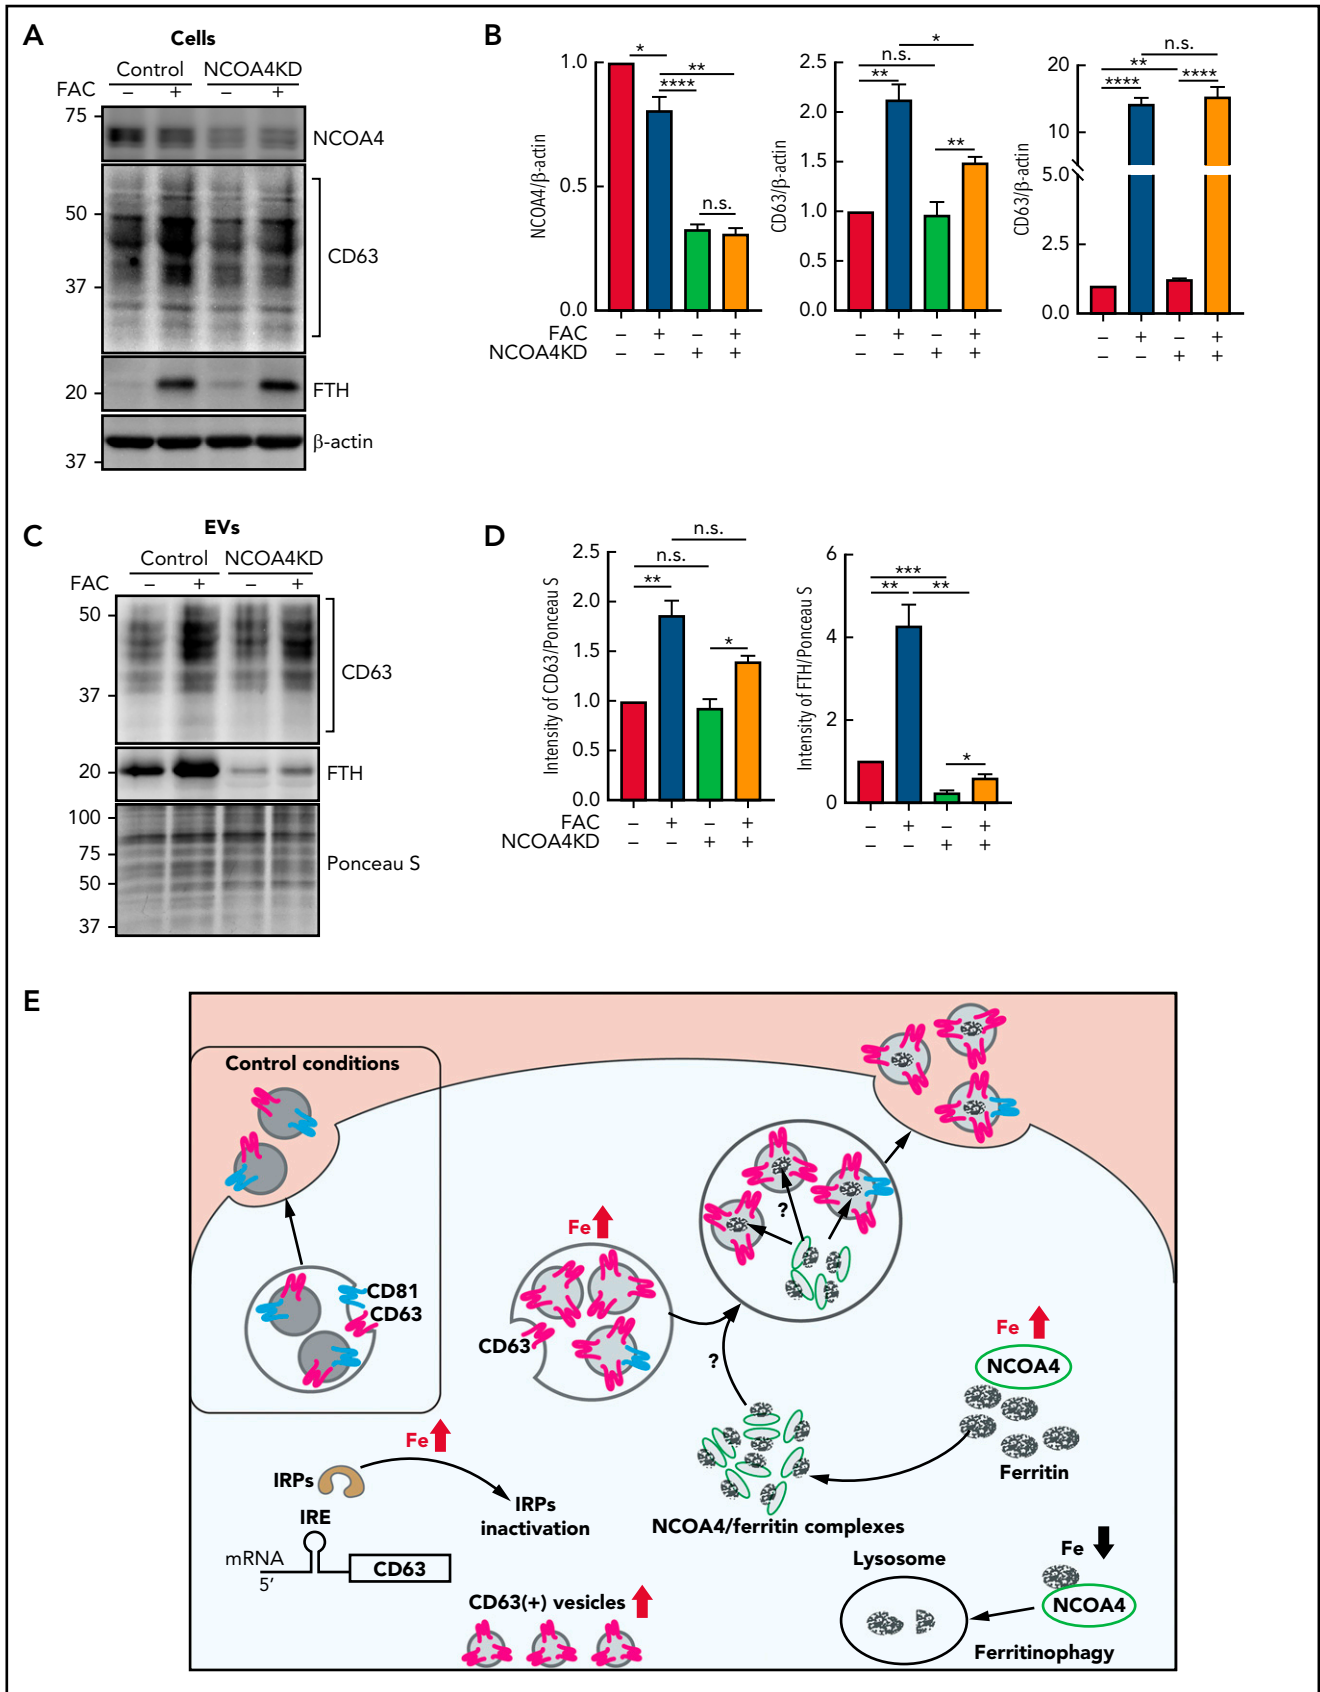 A
Cells
Control NCOA4KD
FAC – + – +
75
NCOA4
50
CD63
37
20
FTH
β-actin
37
B
NCOA4/β-actin
1.0
0.5
0.0
*
**
****
n.s.
FAC – + – +
NCOA4KD – – + +
CD63/β-actin
2.5
2.0
1.5
1.0
0.5
0.0
*
n.s.
**
**
– + – +
– – + +
CD63/β-actin
20
10
5.0
2.5
0.0
n.s.
**
****
****
– + – +
– – + +
C
EVs
Control NCOA4KD
FAC – + – +
50
CD63
37
20
FTH
100
75
Ponceau S
50
37
D
Intensity of CD63/Ponceau S
2.5
2.0
1.5
1.0
0.5
0.0
n.s.
n.s.
**
*
FAC – + – +
NCOA4KD – – + +
Intensity of FTH/Ponceau S
6
4
2
0
***
**
**
*
– + – +
– – + +
E
Control conditions
CD81
CD63
Fe
CD63
?
?
Fe
NCOA4
Ferritin
NCOA4/ferritin complexes
Fe
IRPs
IRPs
inactivation
IRE
mRNA
5′
CD63
CD63(+) vesicles
Lysosome
Fe
NCOA4
Ferritinophagy